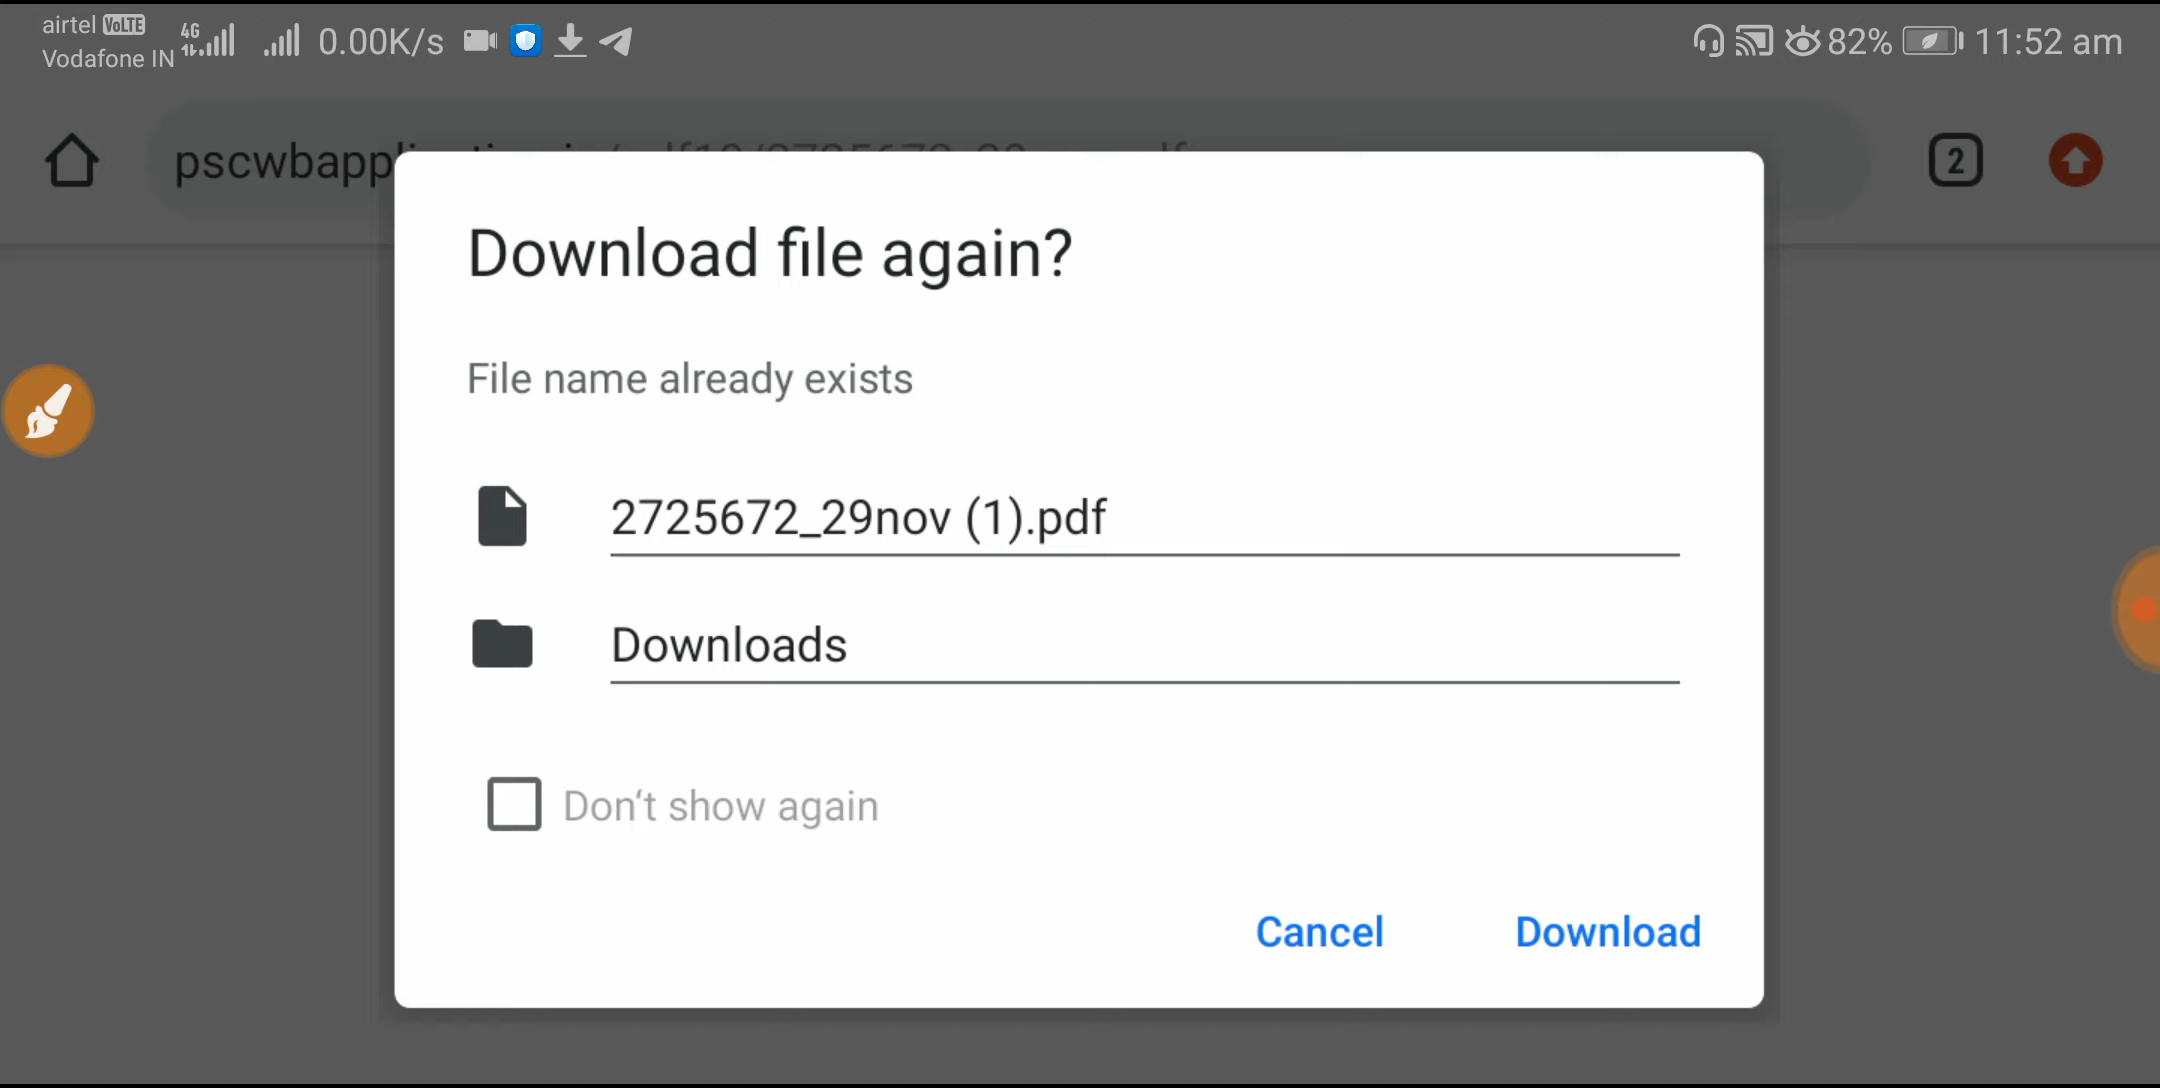 airtel VoLTE
Vodafone IN
4G
0.00K/s
82%
11:52 am
pscwbapp
2
Download file again?
File name already exists
2725672_29nov (1).pdf
Downloads
Don't show again
Cancel
Download